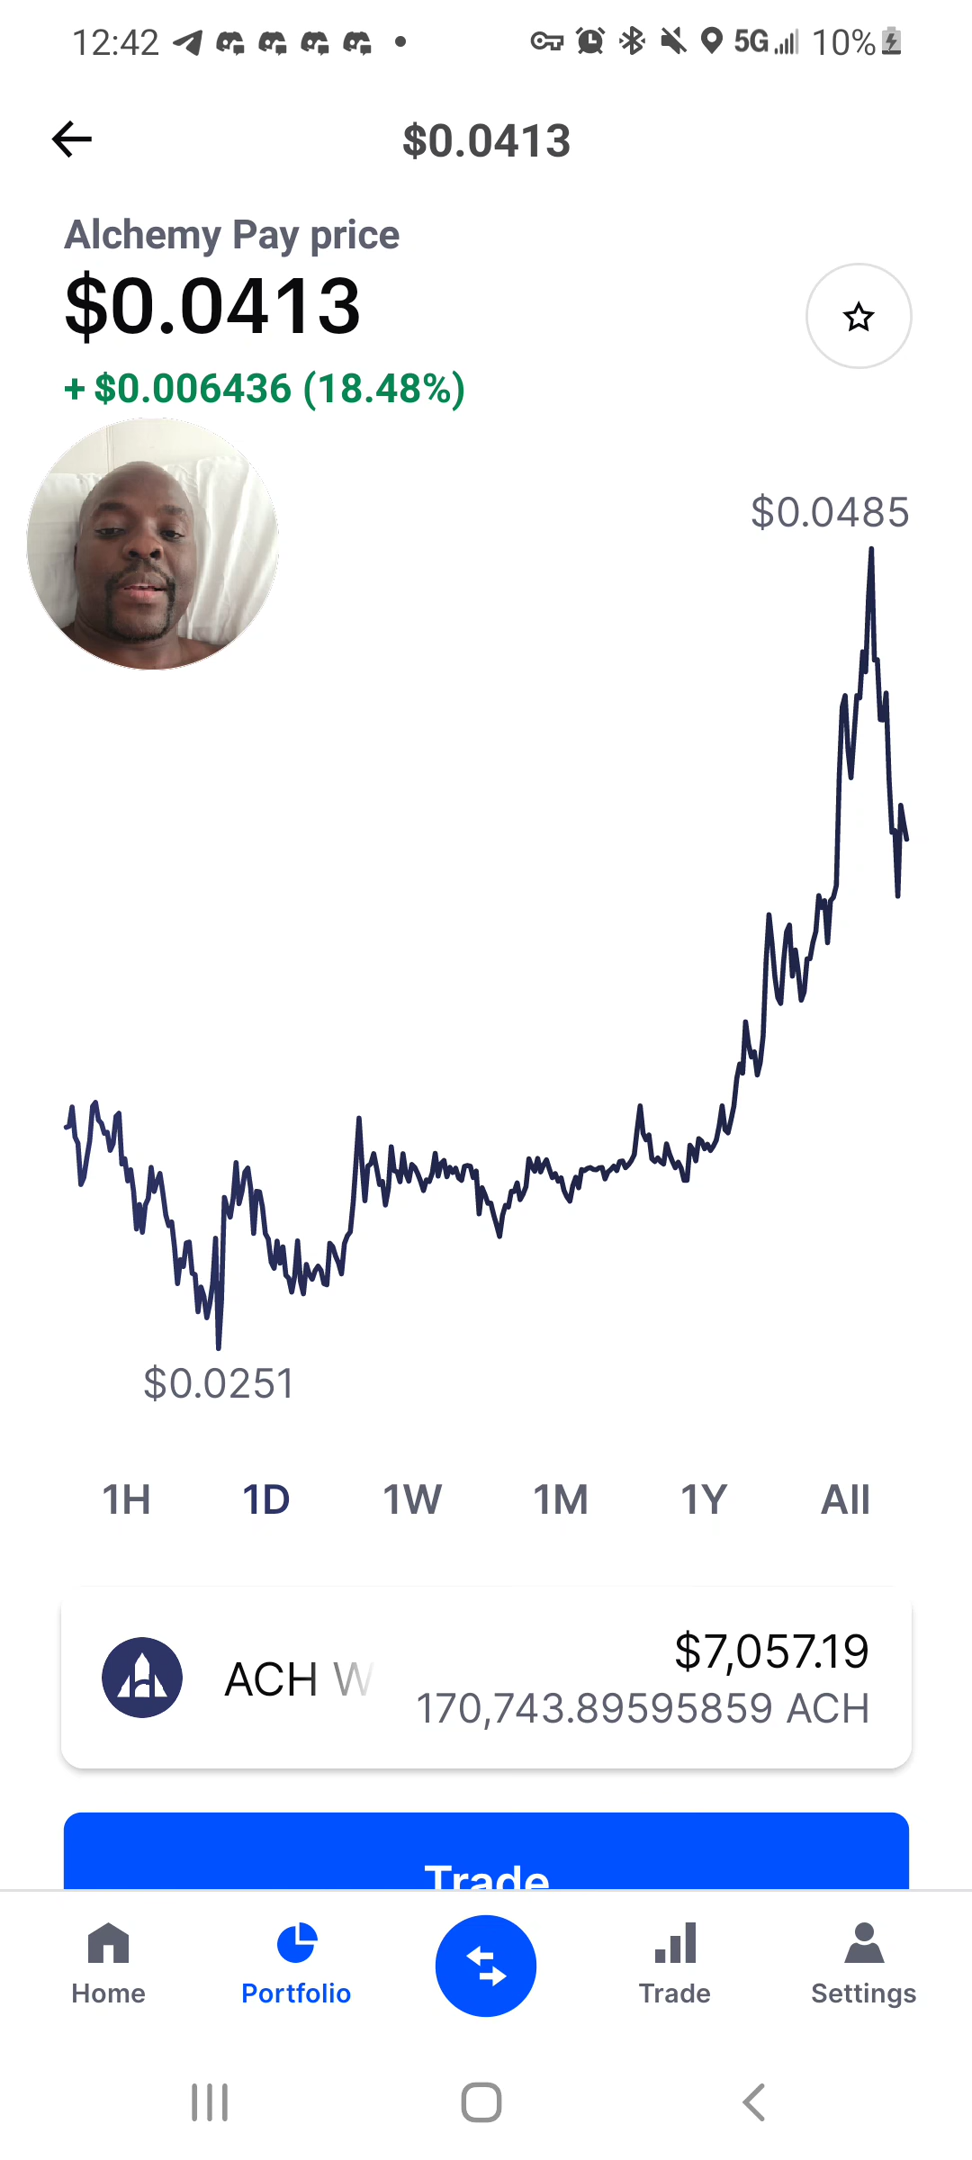 12:42 5G 10%
$0.0413
Alchemy Pay price
$0.0413
+ $0.006436 (18.48%)
$0.0485
$0.0251
1H 1D 1W 1M 1Y All
ACH W $7,057.19
170,743.89595859 ACH
Trade
Home Portfolio Trade Settings